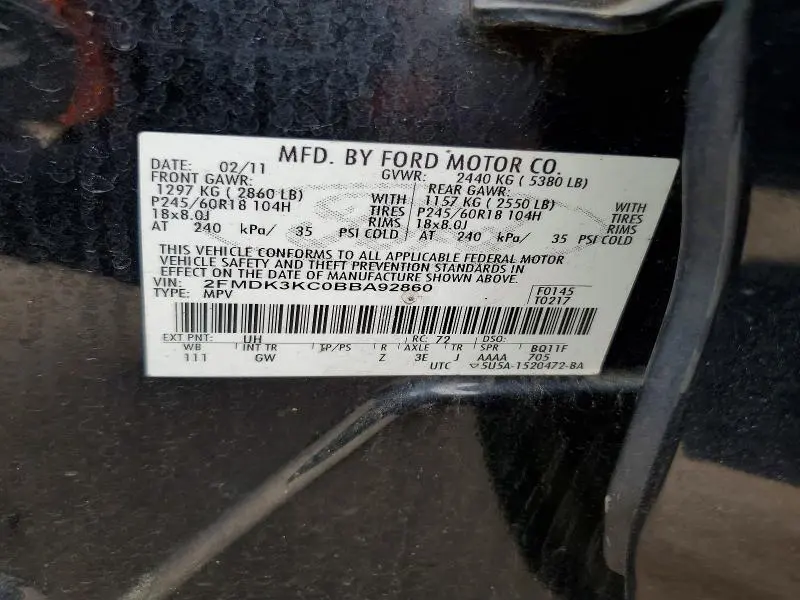 MFD. BY FORD MOTOR CO.
DATE: 02/11 GVWR: 2440 KG ( 5380 LB)
FRONT GAWR: REAR GAWR:
1297 KG ( 2860 LB) WITH 1157 KG ( 2550 LB) WITH
P245/60R18 104H TIRES P245/60R18 104H TIRES
18x8.0J RIMS 18x8.0J RIMS
AT 240 kPa/ 35 PSI COLD AT 240 kPa/ 35 PSI COLD
THIS VEHICLE CONFORMS TO ALL APPLICABLE FEDERAL MOTOR
VEHICLE SAFETY AND THEFT PREVENTION STANDARDS IN
EFFECT ON THE DATE OF MANUFACTURE SHOWN ABOVE.
VIN: 2FMDK3KC0BBA92860 F0145
TYPE: MPV T0217
EXT PNT: UH RC: 72 DSO:
WB INT TR TP/PS R AXLE TR SPR BQ11F
111 GW Z 3E J AAAA 705
UTC ▽5U5A-1520472-BA